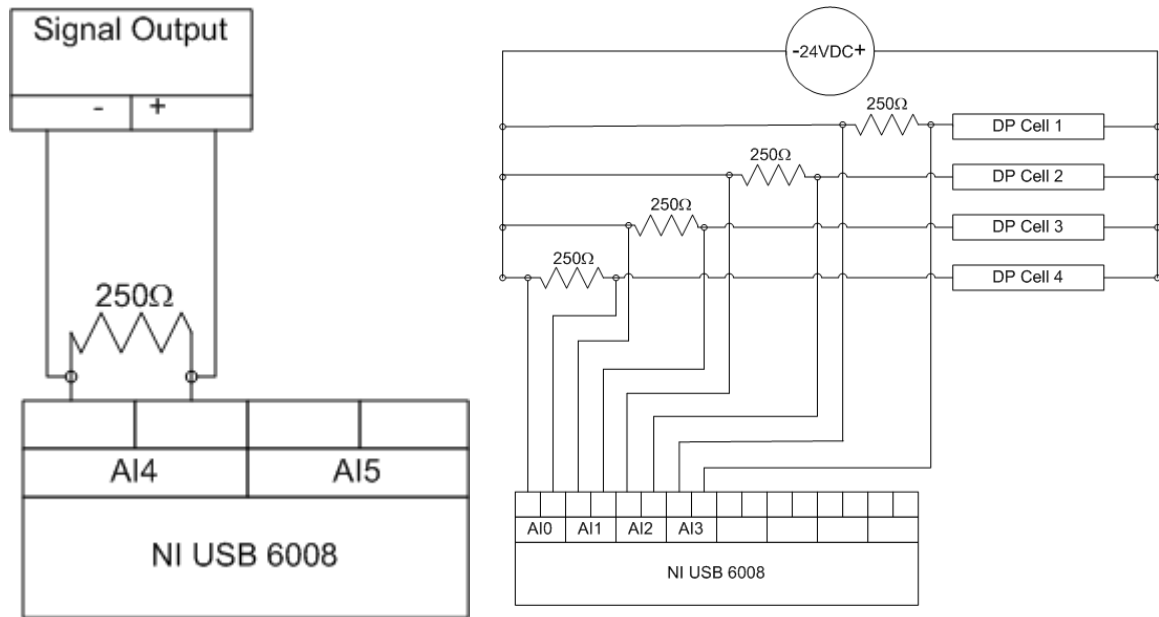 Signal Output
- +
250Ω
AI4 AI5
NI USB 6008
-24VDC+
250Ω
DP Cell 1
250Ω
DP Cell 2
250Ω
DP Cell 3
250Ω
DP Cell 4
AI0 AI1 AI2 AI3
NI USB 6008